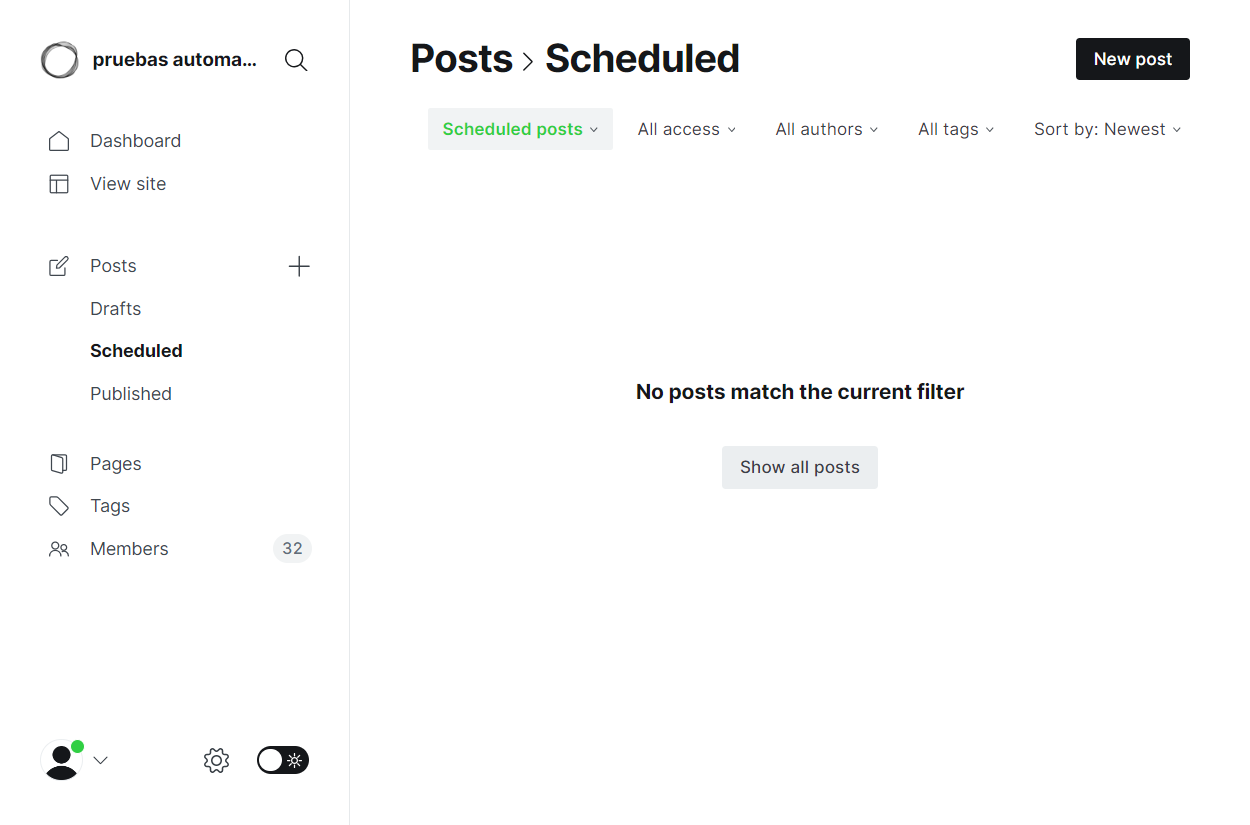 pruebas automa...
Dashboard
View site
Posts
Drafts
Scheduled
Published
Pages
Tags
Members 32
Posts > Scheduled
New post
Scheduled posts All access All authors All tags Sort by: Newest
No posts match the current filter
Show all posts